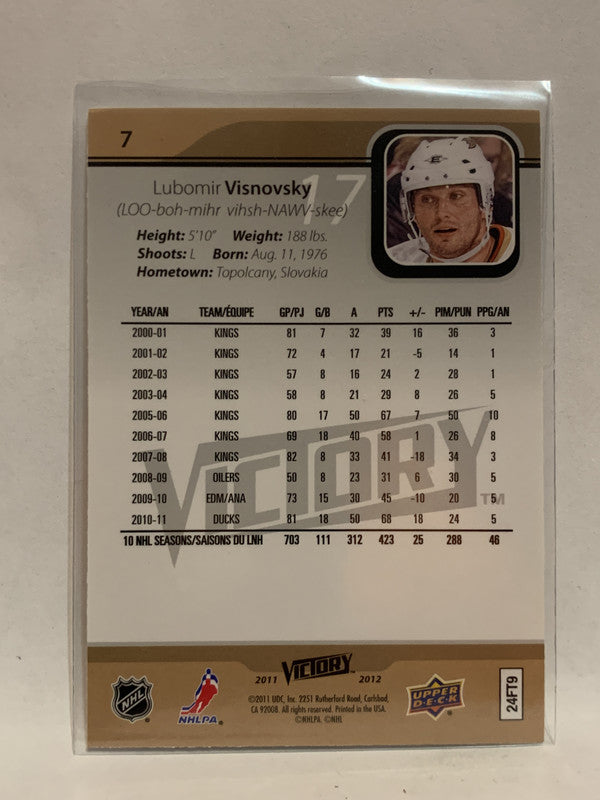 7
17
Lubomir Visnovsky
(LOO-boh-mihr vihsh-NAWV-skee)
Height: 5'10" Weight: 188 lbs.
Shoots: L Born: Aug. 11, 1976
Hometown: Topolcany, Slovakia
YEAR/AN TEAM/ÉQUIPE GP/PJ G/B A PTS +/- PIM/PUN PPG/AN
2000-01 KINGS 81 7 32 39 16 36 3
2001-02 KINGS 72 4 17 21 -5 14 1
2002-03 KINGS 57 8 16 24 2 28 1
2003-04 KINGS 58 8 21 29 8 26 5
2005-06 KINGS 80 17 50 67 7 50 10
2006-07 KINGS 69 18 40 58 1 26 8
2007-08 KINGS 82 8 33 41 -18 34 3
2008-09 OILERS 50 8 23 31 6 30 5
2009-10 EDM/ANA 73 15 30 45 -10 20 5
2010-11 DUCKS 81 18 50 68 18 24 5
10 NHL SEASONS/SAISONS DU LNH 703 111 312 423 25 288 46
VICTORY TM
2011 VICTORY 2012
NHL
NHLPA.
©2011 UDC, Inc. 2251 Rutherford Road, Carlsbad,
CA 92008. All rights reserved. Printed in the USA.
©NHLPA. ©NHL
UPPER
DECK
24FT9